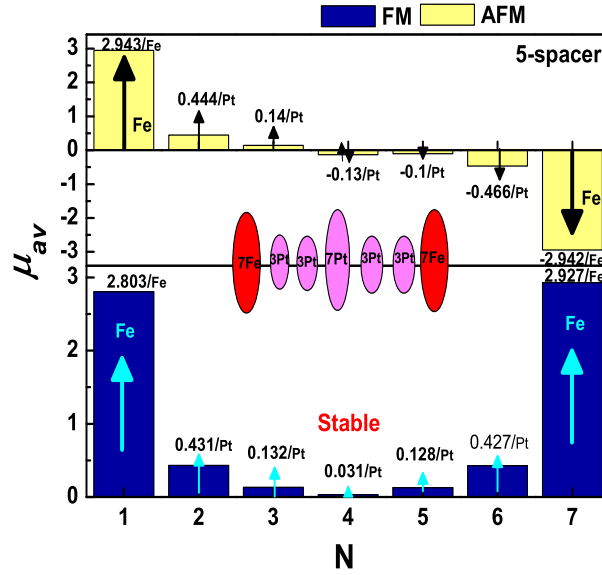 FM AFM
5-spacer
3
2
1
0
-1
-2
-3
2.943/Fe
Fe
0.444/Pt
0.14/Pt
-0.13/Pt
-0.1/Pt
-0.466/Pt
Fe
-2.942/Fe
μav
7Fe 3Pt 3Pt 7Pt 3Pt 3Pt 7Fe
3
2
1
0
2.803/Fe
Fe
0.431/Pt
0.132/Pt
Stable
0.031/Pt
0.128/Pt
0.427/Pt
2.927/Fe
Fe
1 2 3 4 5 6 7
N